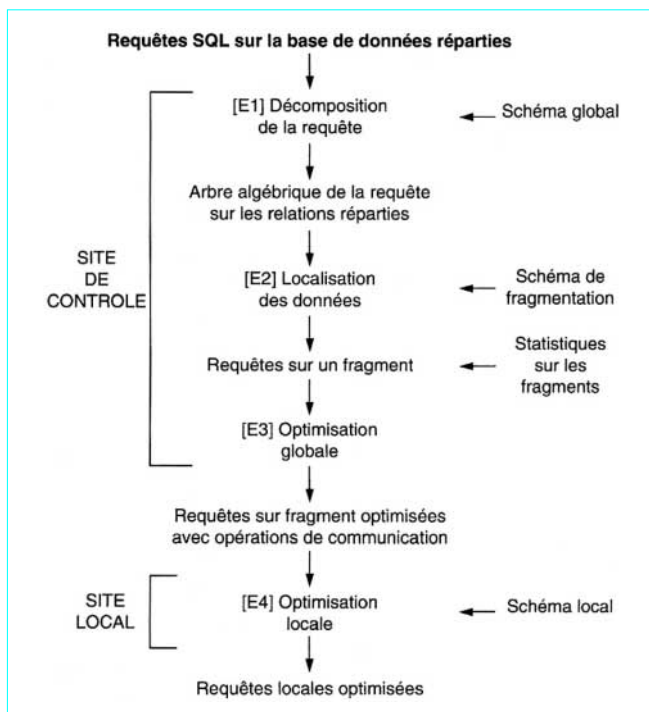 Requêtes SQL sur la base de données réparties
[E1] Décomposition
de la requête
Schéma global
Arbre algébrique de la requête
sur les relations réparties
SITE
DE
CONTROLE
[E2] Localisation
des données
Schéma de
fragmentation
Requêtes sur un fragment
Statistiques
sur les
fragments
[E3] Optimisation
globale
Requêtes sur fragment optimisées
avec opérations de communication
SITE
LOCAL
[E4] Optimisation
locale
Schéma local
Requêtes locales optimisées